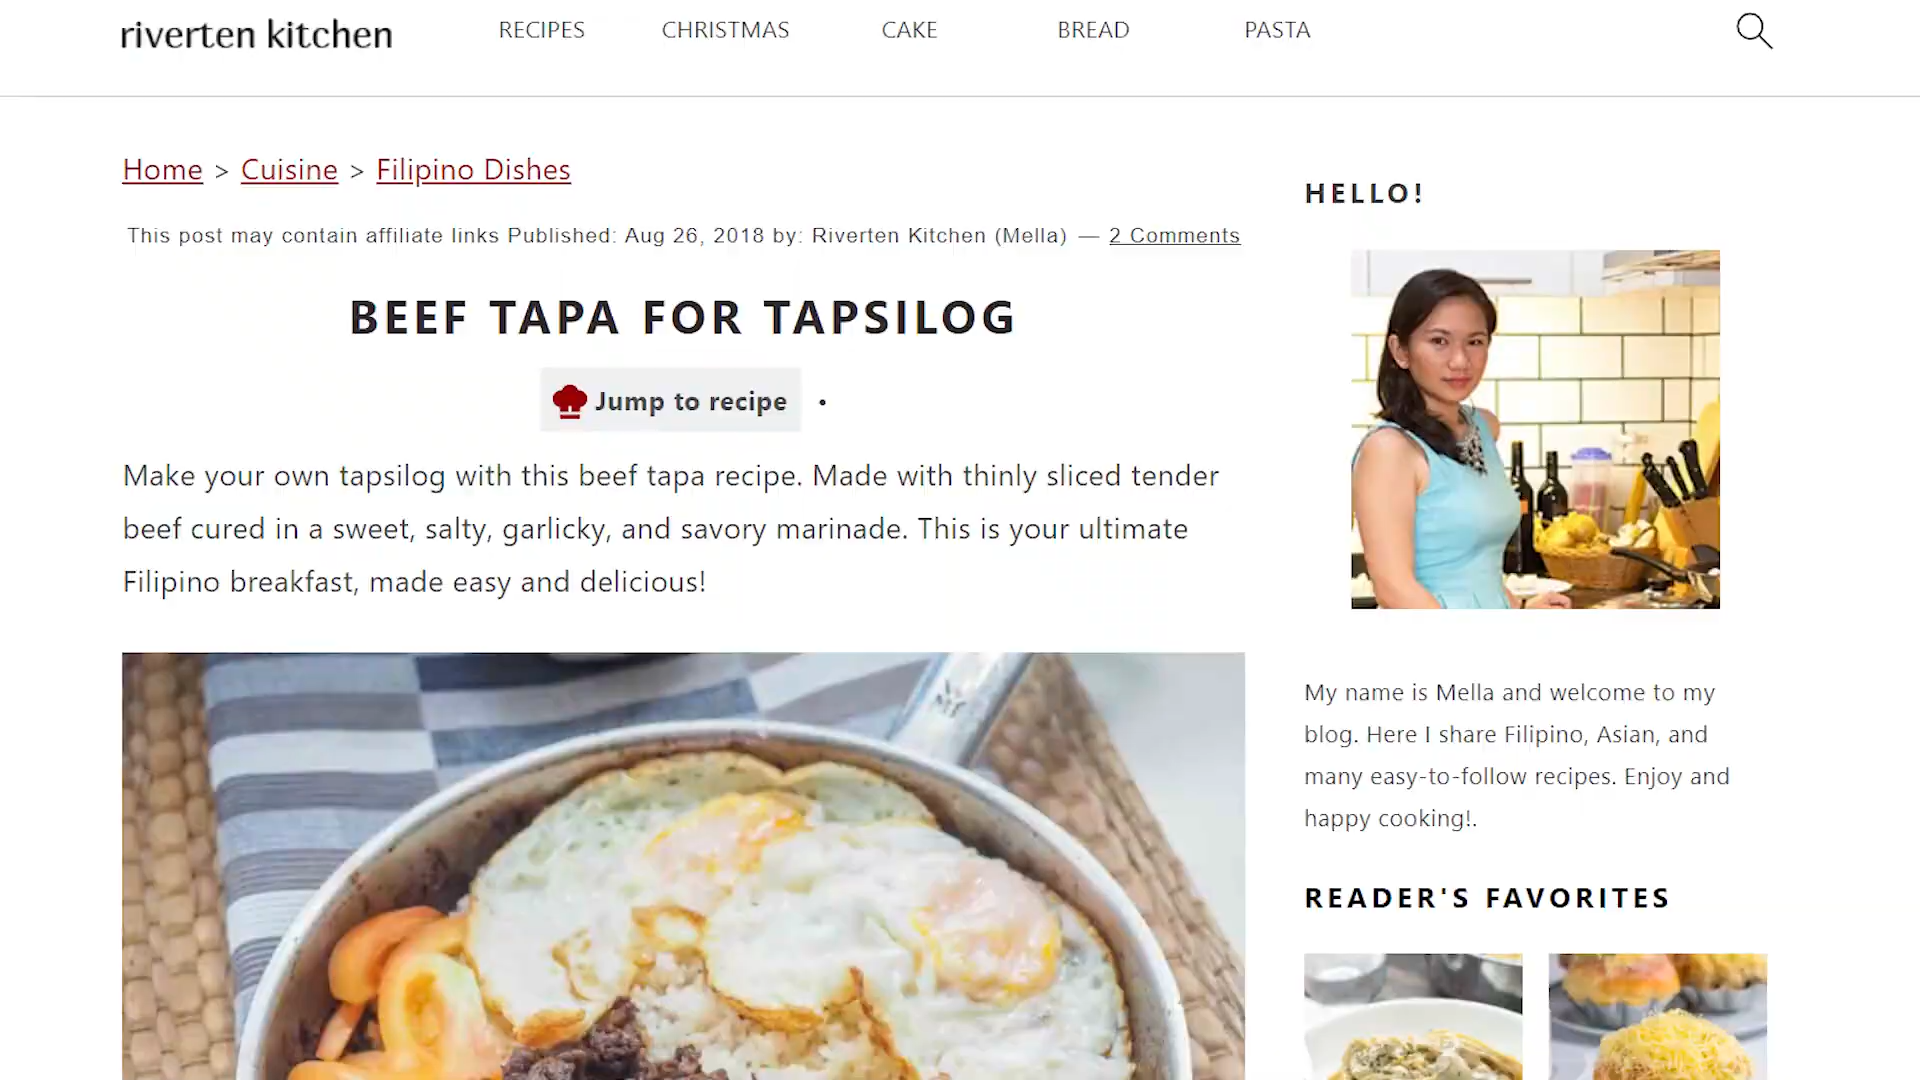 riverten kitchen
RECIPES CHRISTMAS CAKE BREAD PASTA
Home > Cuisine > Filipino Dishes
This post may contain affiliate links Published: Aug 26, 2018 by: Riverten Kitchen (Mella) — 2 Comments
BEEF TAPA FOR TAPSILOG
Jump to recipe •
Make your own tapsilog with this beef tapa recipe. Made with thinly sliced tender
beef cured in a sweet, salty, garlicky, and savory marinade. This is your ultimate
Filipino breakfast, made easy and delicious!
HELLO!
My name is Mella and welcome to my
blog. Here I share Filipino, Asian, and
many easy-to-follow recipes. Enjoy and
happy cooking!.
READER'S FAVORITES